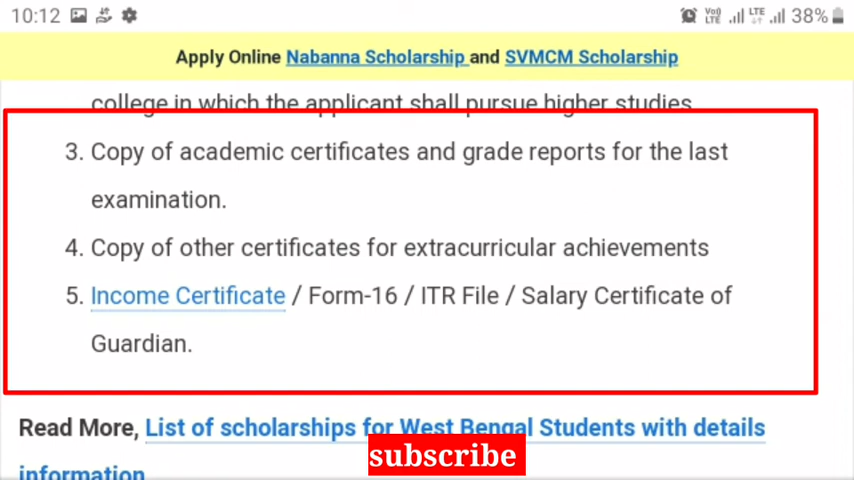 10:12 Vo) LTE LTE 38%
Apply Online Nabanna Scholarship and SVMCM Scholarship
college in which the applicant shall pursue higher studies
3. Copy of academic certificates and grade reports for the last
examination.
4. Copy of other certificates for extracurricular achievements
5. Income Certificate / Form-16 / ITR File / Salary Certificate of
Guardian.
Read More, List of scholarships for West Bengal Students with details
subscribe
information